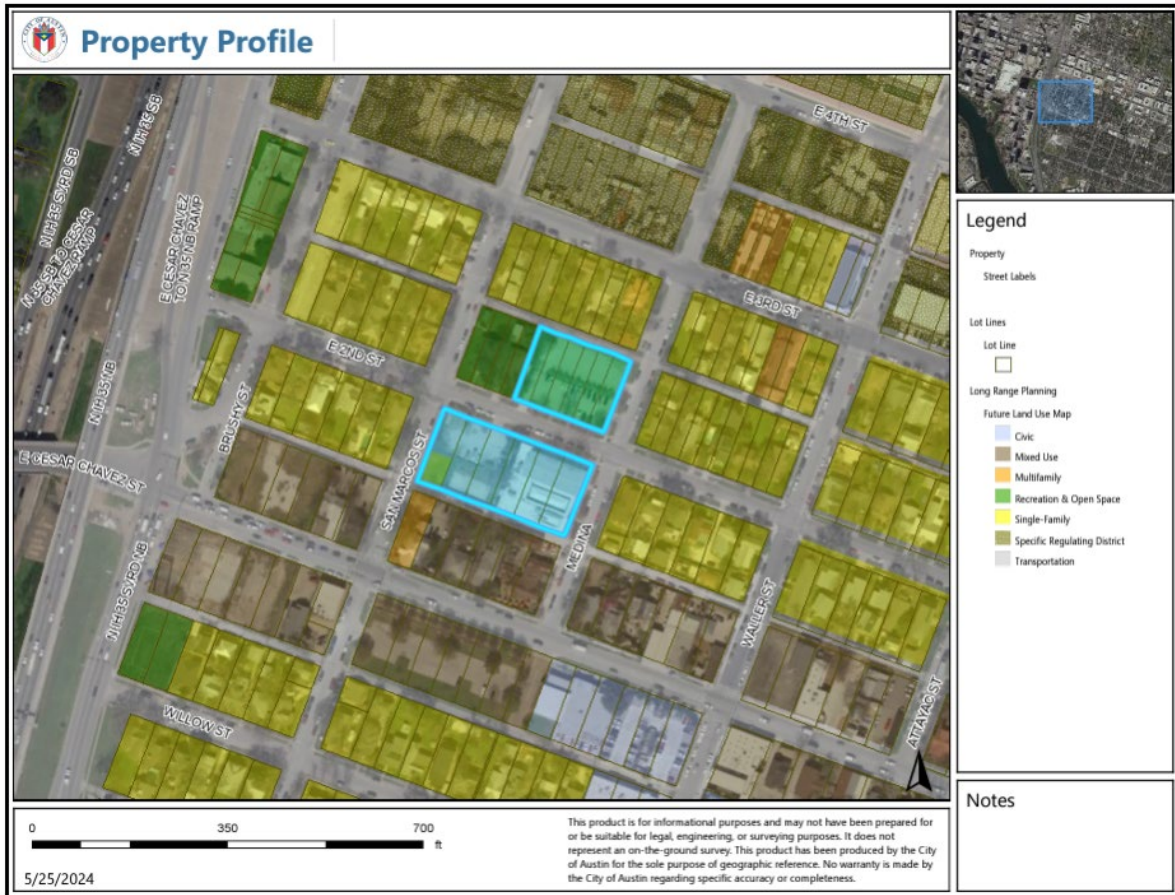 CITY OF AUSTIN
Property Profile
E 4TH ST
N IH 35 SB
N IH 35 SVRD SB
N 35 SB TO CESAR
CHAVEZ RAMP
E CESAR CHAVEZ
TO N 35 NB RAMP
E 3RD ST
E 2ND ST
N IH 35 NB
BRUSHY ST
E CESAR CHAVEZ ST
SAN MARCOS ST
MEDINA
WALLER ST
N IH 35 SVRD NB
WILLOW ST
ATTAYAC ST
Legend
Property
Street Labels
Lot Lines
Lot Line
Long Range Planning
Future Land Use Map
Civic
Mixed Use
Multifamily
Recreation & Open Space
Single-Family
Specific Regulating District
Transportation
Notes
0 350 700
ft
5/25/2024
This product is for informational purposes and may not have been prepared for
or be suitable for legal, engineering, or surveying purposes. It does not
represent an on-the-ground survey. This product has been produced by the City
of Austin for the sole purpose of geographic reference. No warranty is made by
the City of Austin regarding specific accuracy or completeness.